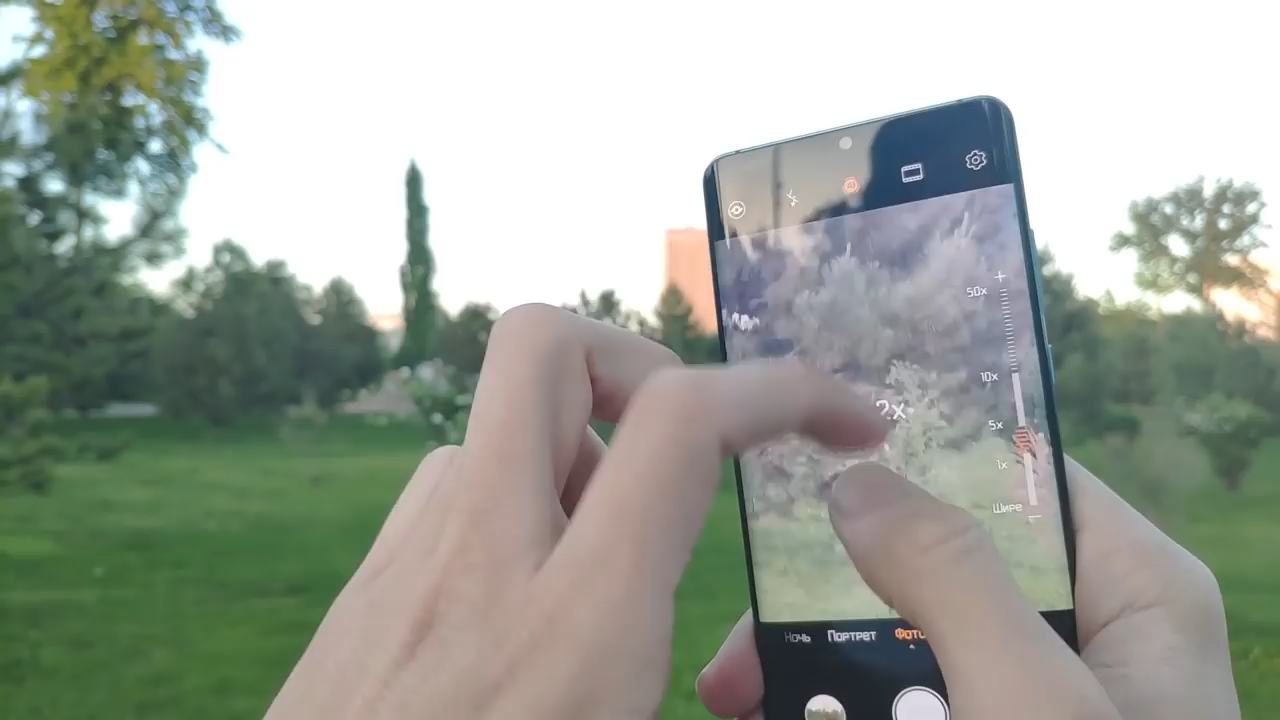 50x
10x
2x
5x
1x
Шире
Ночь Портрет Фото